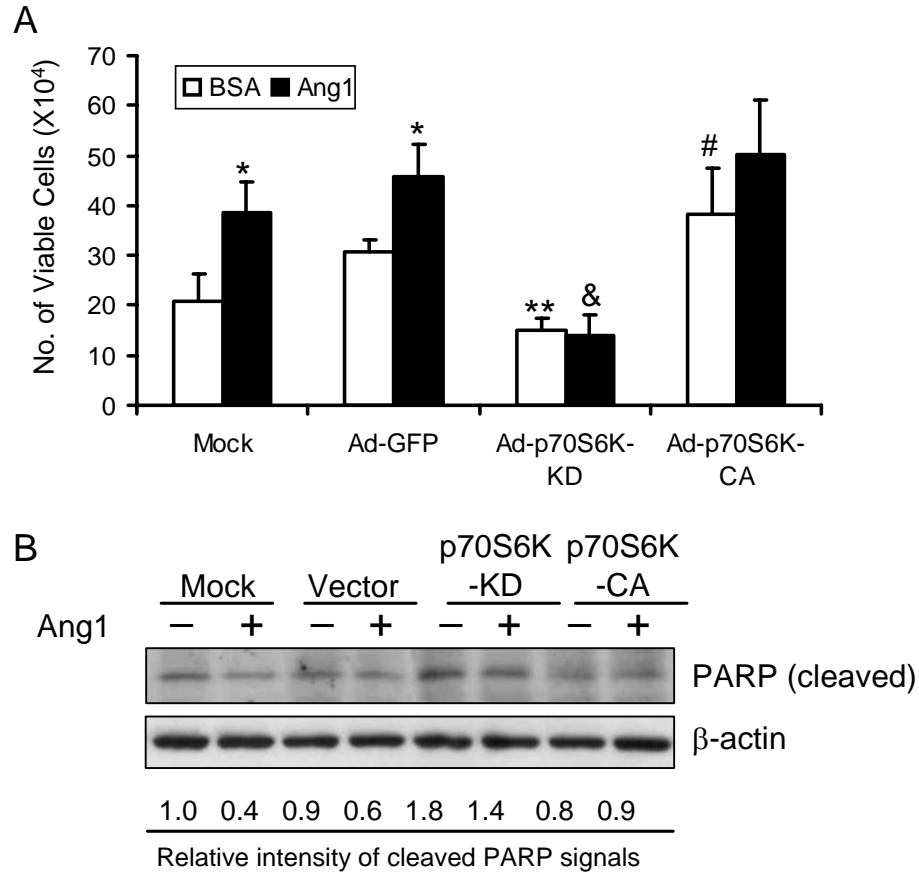 A
No. of Viable Cells (X10⁴)
70
60
50
40
30
20
10
0
BSA Ang1
*
*
**
&
#
Mock
Ad-GFP
Ad-p70S6K-
KD
Ad-p70S6K-
CA
B
p70S6K p70S6K
Mock Vector -KD -CA
Ang1 – + – + – + – +
PARP (cleaved)
β-actin
1.0 0.4 0.9 0.6 1.8 1.4 0.8 0.9
Relative intensity of cleaved PARP signals